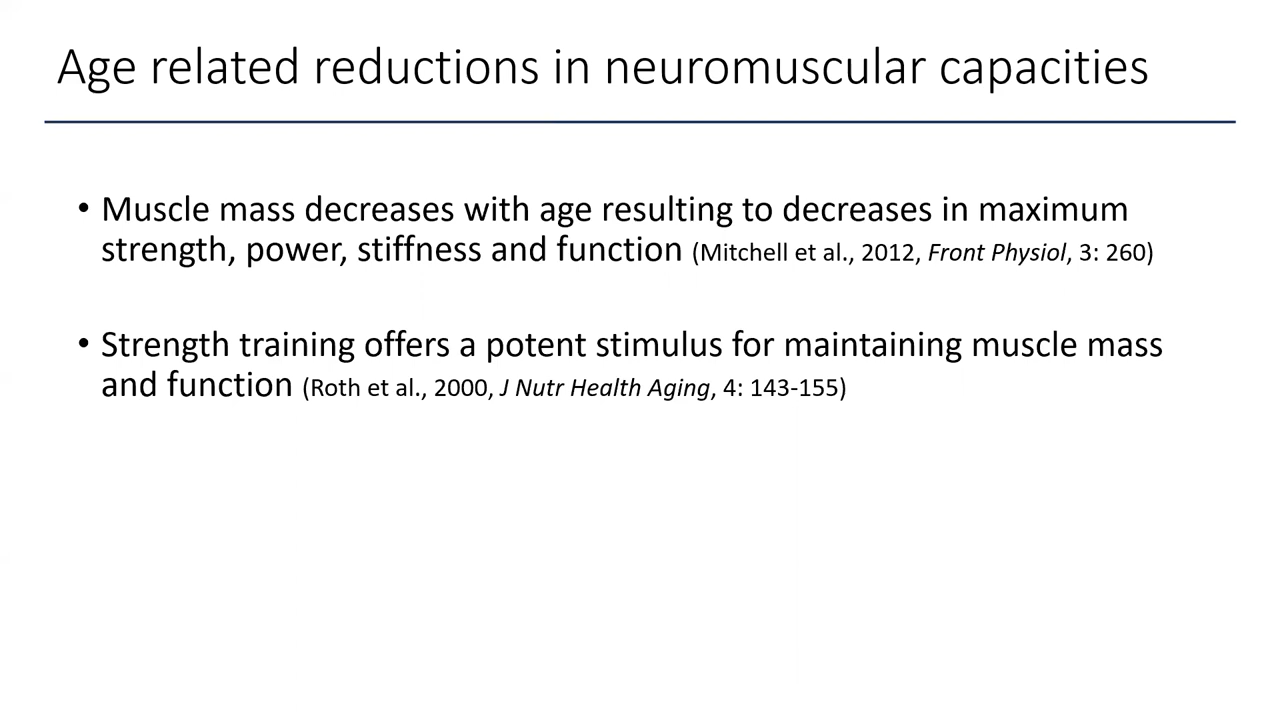 Age related reductions in neuromuscular capacities
• Muscle mass decreases with age resulting to decreases in maximum
strength, power, stiffness and function (Mitchell et al., 2012, Front Physiol, 3: 260)
• Strength training offers a potent stimulus for maintaining muscle mass
and function (Roth et al., 2000, J Nutr Health Aging, 4: 143-155)